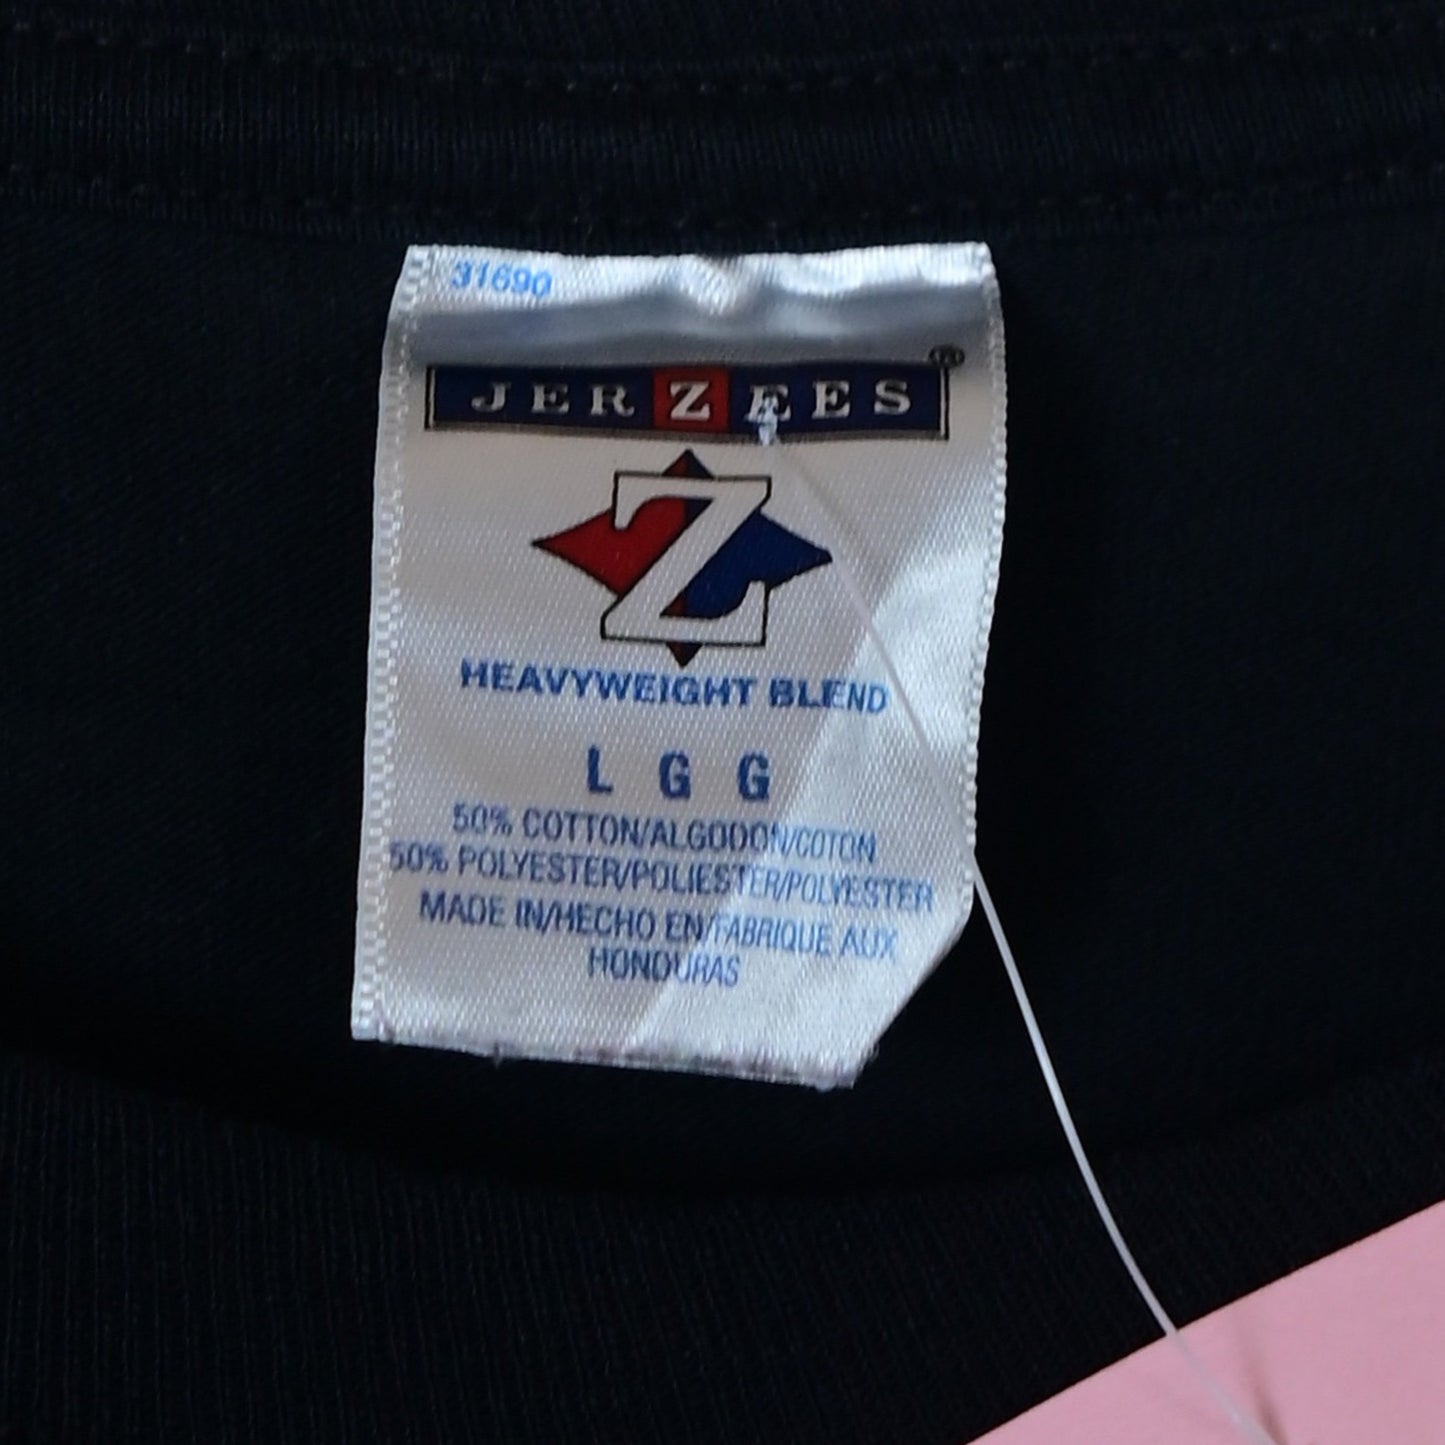 31690
JERZEES®
Z
HEAVYWEIGHT BLEND
L G G
50% COTTON/ALGODON/COTON
50% POLYESTER/POLIESTER/POLYESTER
MADE IN/HECHO EN/FABRIQUE AUX
HONDURAS